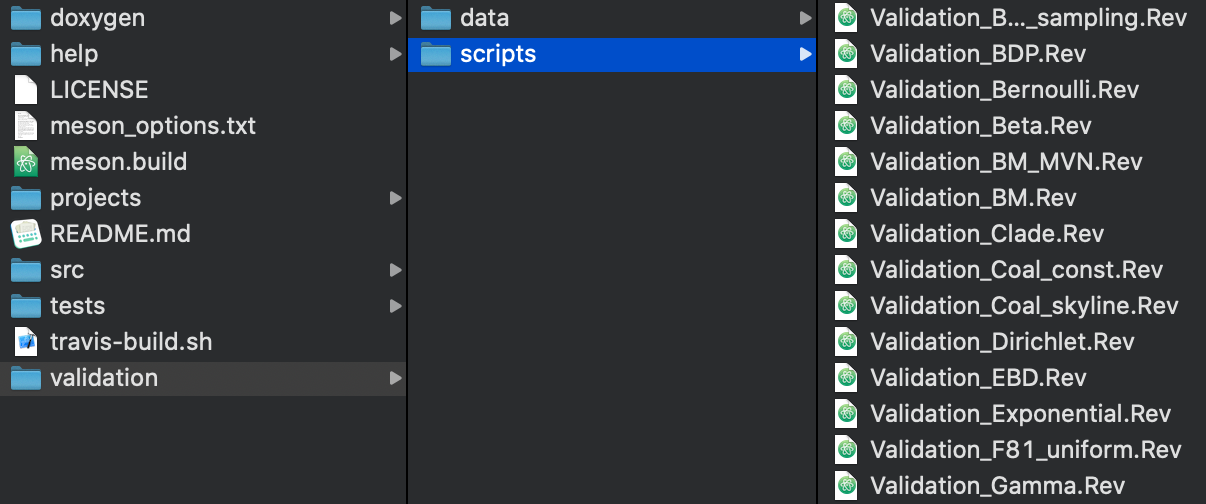 doxygen
help
LICENSE
meson_options.txt
meson.build
projects
README.md
src
tests
travis-build.sh
validation
data
scripts
Validation_B..._sampling.Rev
Validation_BDP.Rev
Validation_Bernoulli.Rev
Validation_Beta.Rev
Validation_BM_MVN.Rev
Validation_BM.Rev
Validation_Clade.Rev
Validation_Coal_const.Rev
Validation_Coal_skyline.Rev
Validation_Dirichlet.Rev
Validation_EBD.Rev
Validation_Exponential.Rev
Validation_F81_uniform.Rev
Validation_Gamma.Rev